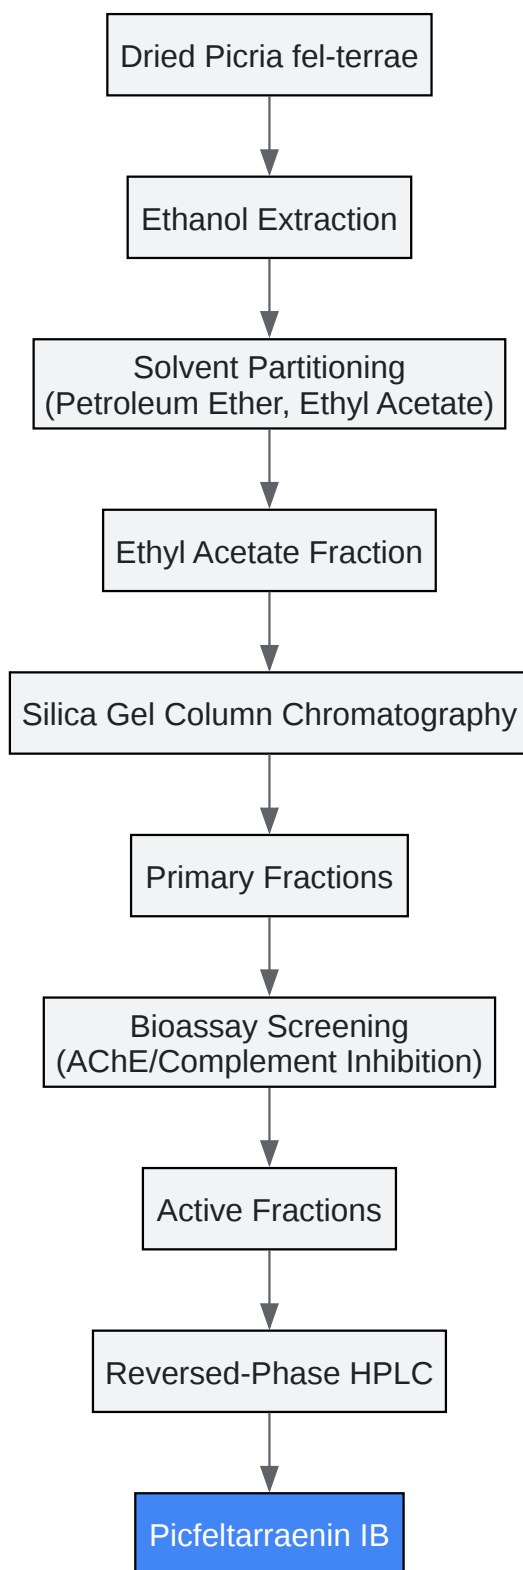 Dried Picria fel-terrae
Ethanol Extraction
Solvent Partitioning
(Petroleum Ether, Ethyl Acetate)
Ethyl Acetate Fraction
Silica Gel Column Chromatography
Primary Fractions
Bioassay Screening
(AChE/Complement Inhibition)
Active Fractions
Reversed-Phase HPLC
Picfeltarraenin IB